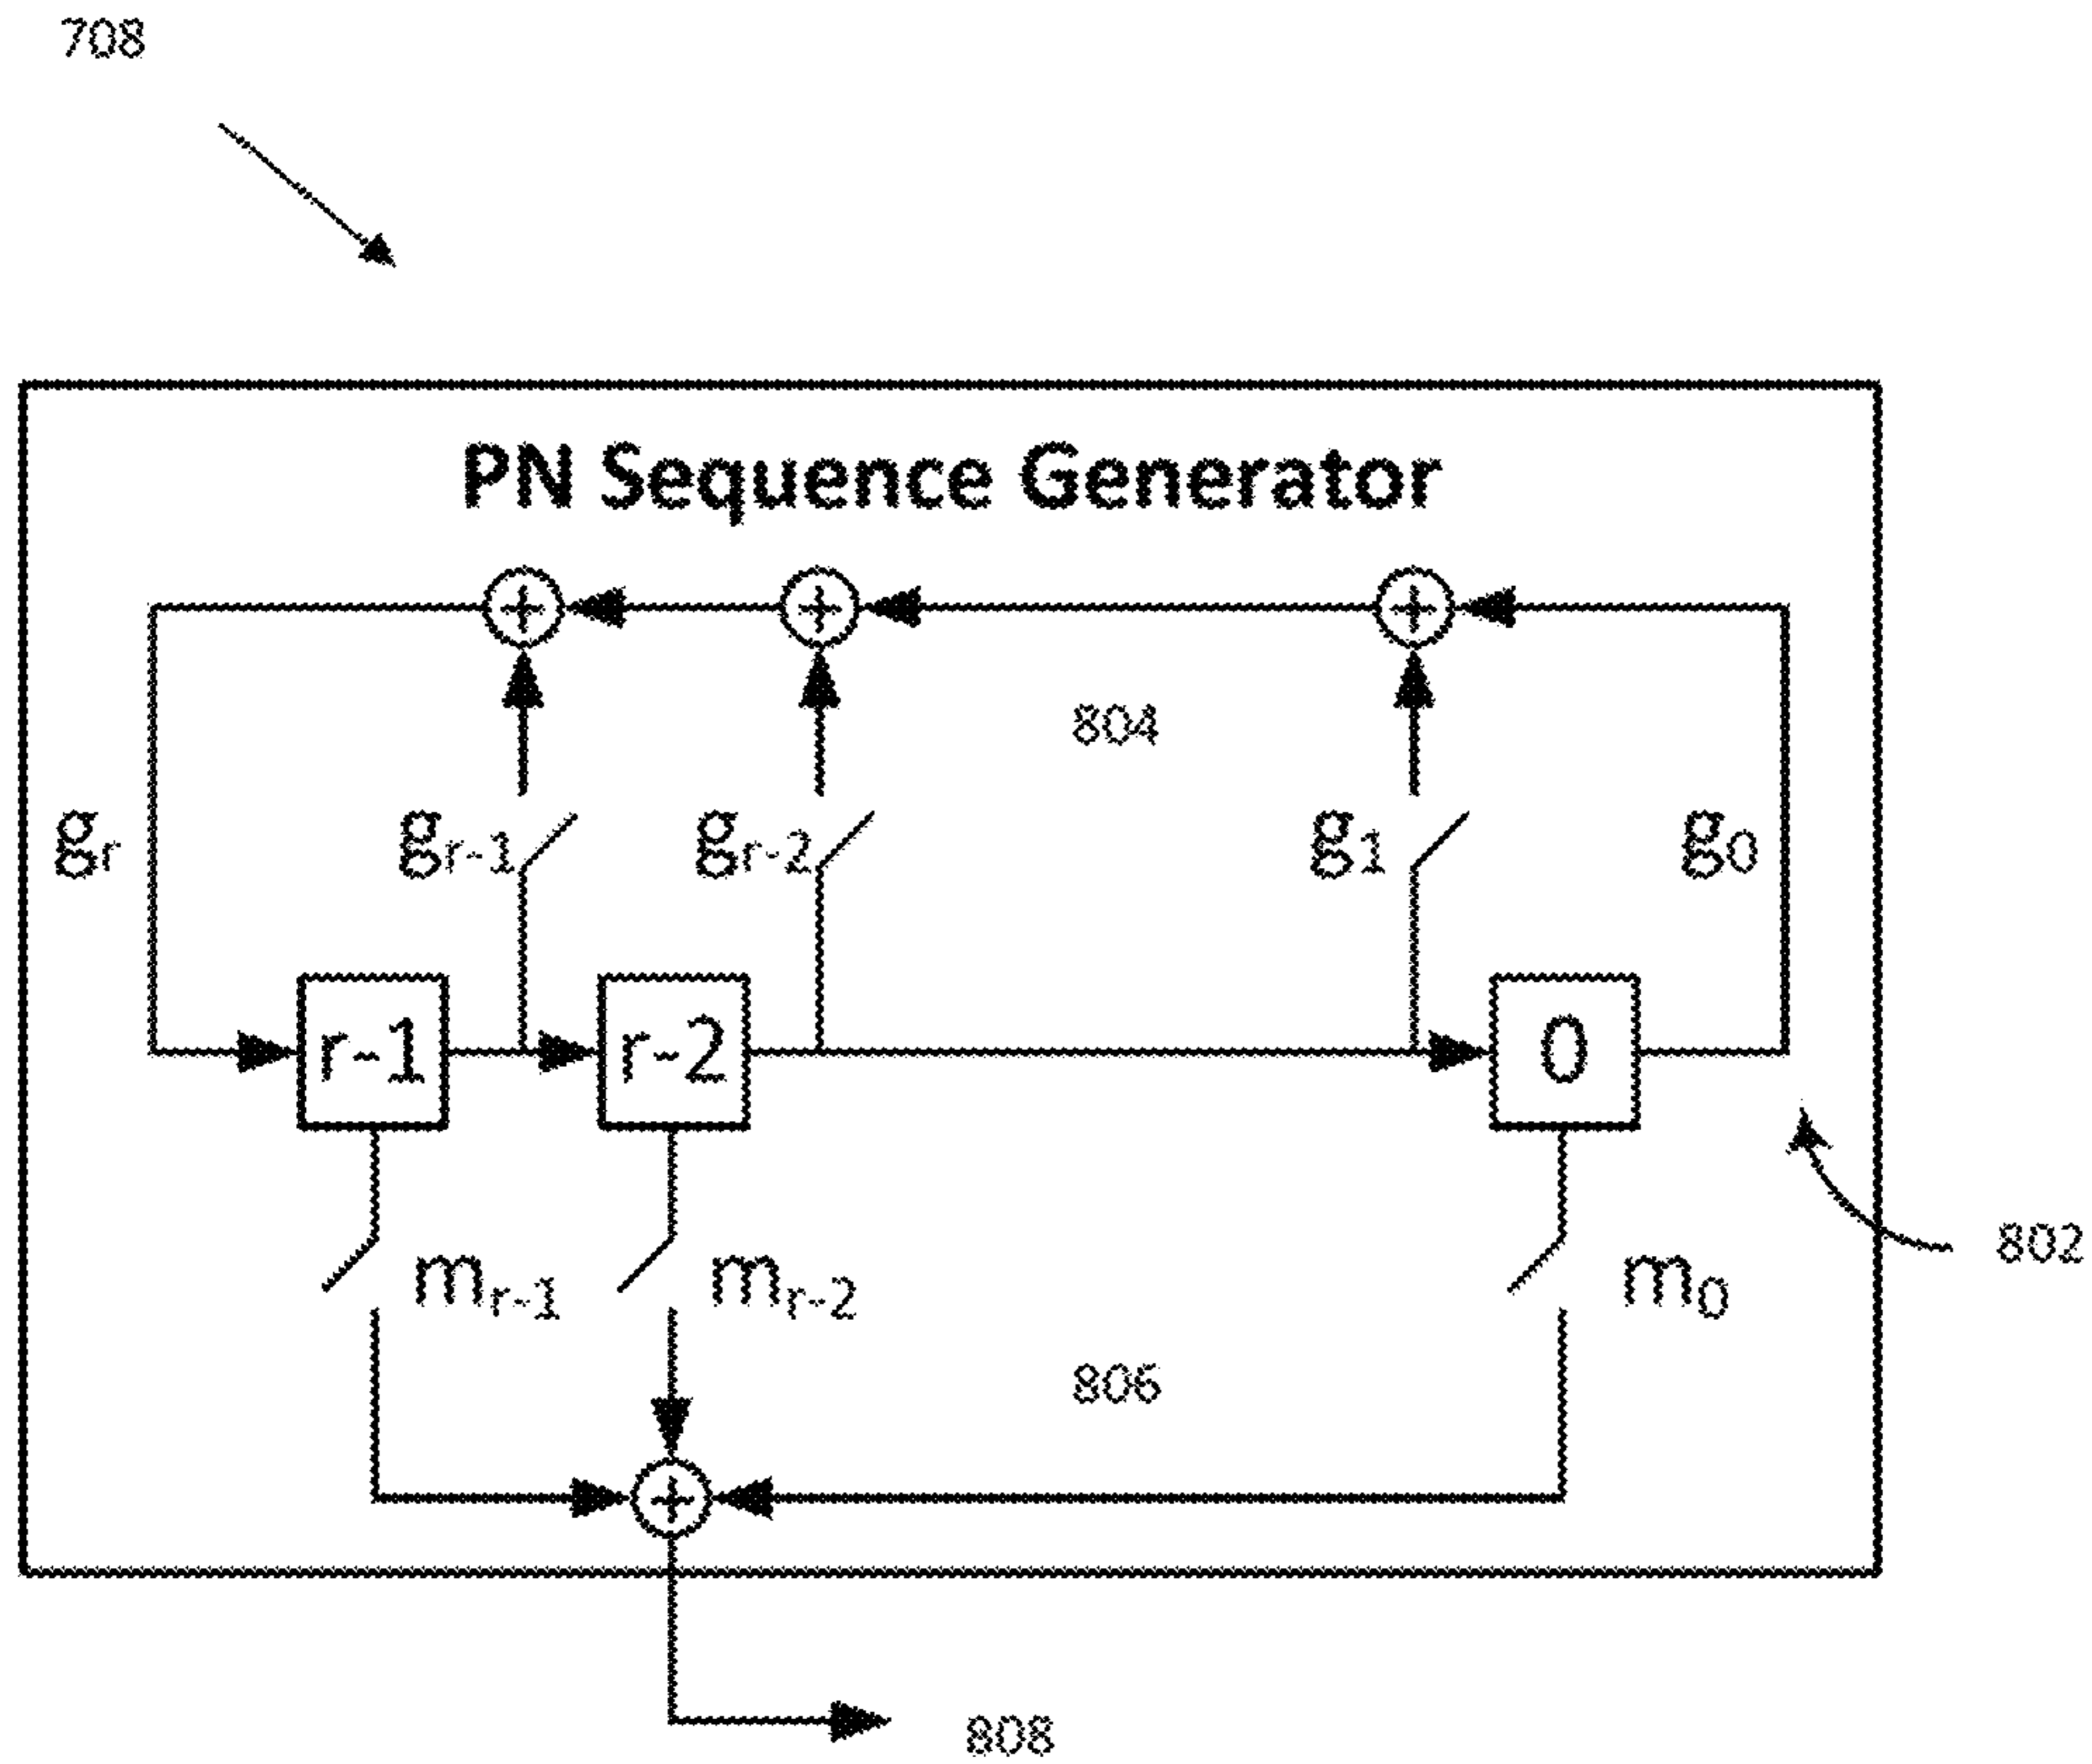 708
PN Sequence Generator
804
gr gr-1 gr-2 g1 g0
r-1 r-2 0
802
mr-1 mr-2 m0
806
808